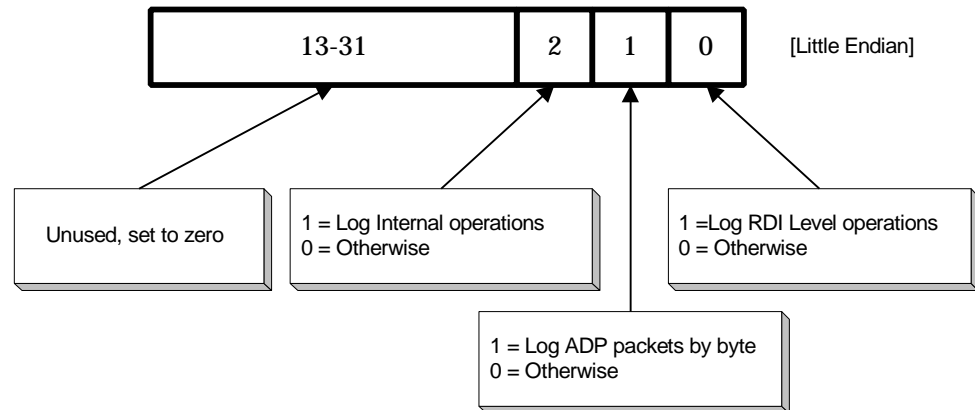 13-31 2 1 0 [Little Endian]
Unused, set to zero
1 = Log Internal operations
0 = Otherwise
1 =Log RDI Level operations
0 = Otherwise
1 = Log ADP packets by byte
0 = Otherwise